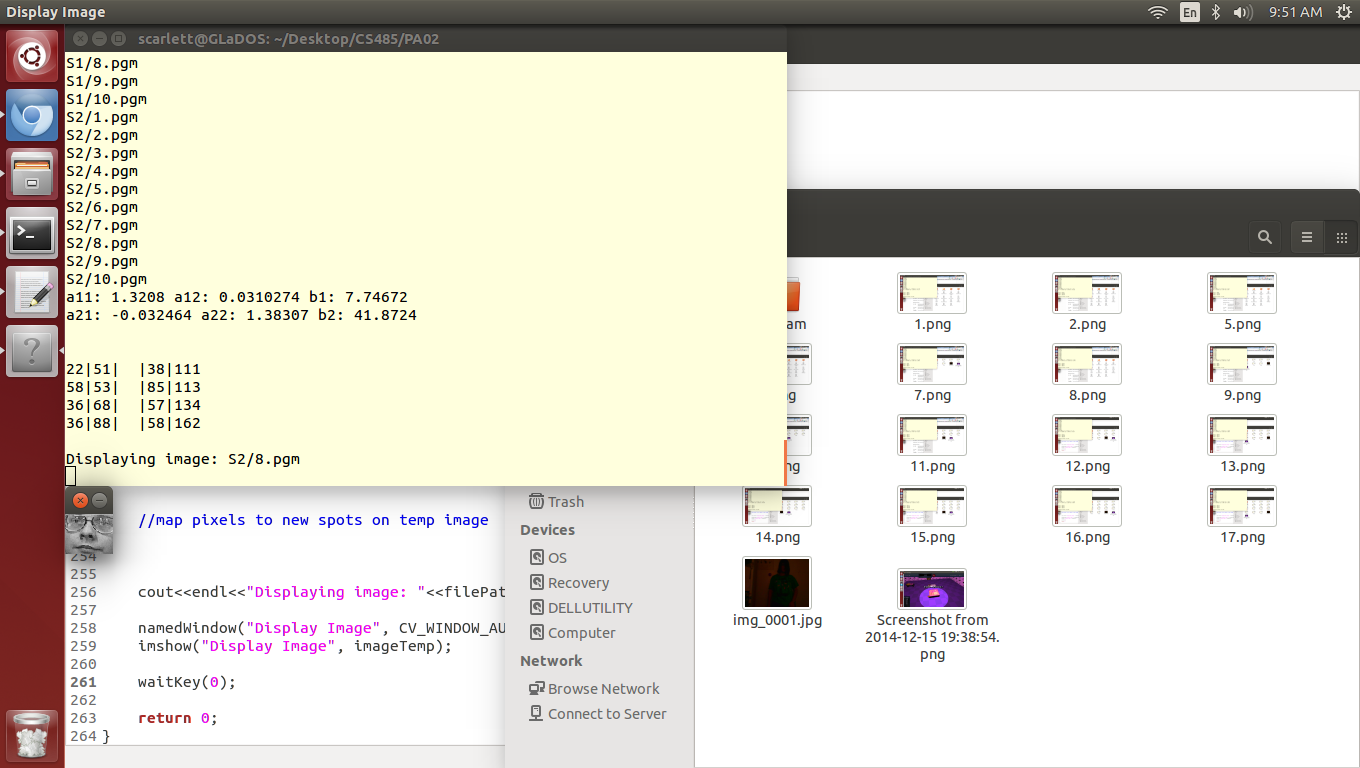 Display Image
En
9:51 AM
scarlett@GLaDOS: ~/Desktop/CS485/PA02
S1/8.pgm
S1/9.pgm
S1/10.pgm
S2/1.pgm
S2/2.pgm
S2/3.pgm
S2/4.pgm
S2/5.pgm
S2/6.pgm
S2/7.pgm
S2/8.pgm
S2/9.pgm
S2/10.pgm
a11: 1.3208 a12: 0.0310274 b1: 7.74672
a21: -0.032464 a22: 1.38307 b2: 41.8724
22|51|  |38|111
58|53|  |85|113
36|68|  |57|134
36|88|  |58|162
Displaying image: S2/8.pgm
//map pixels to new spots on temp image
254
255
256 cout<<endl<<"Displaying image: "<<filePat
257
258 namedWindow("Display Image", CV_WINDOW_AU
259 imshow("Display Image", imageTemp);
260
261 waitKey(0);
262
263 return 0;
264 }
Trash
Devices
OS
Recovery
DELLUTILITY
Computer
Network
Browse Network
Connect to Server
am
1.png
2.png
5.png
g
7.png
8.png
9.png
ng
11.png
12.png
13.png
14.png
15.png
16.png
17.png
img_0001.jpg
Screenshot from
2014-12-15 19:38:54.
png